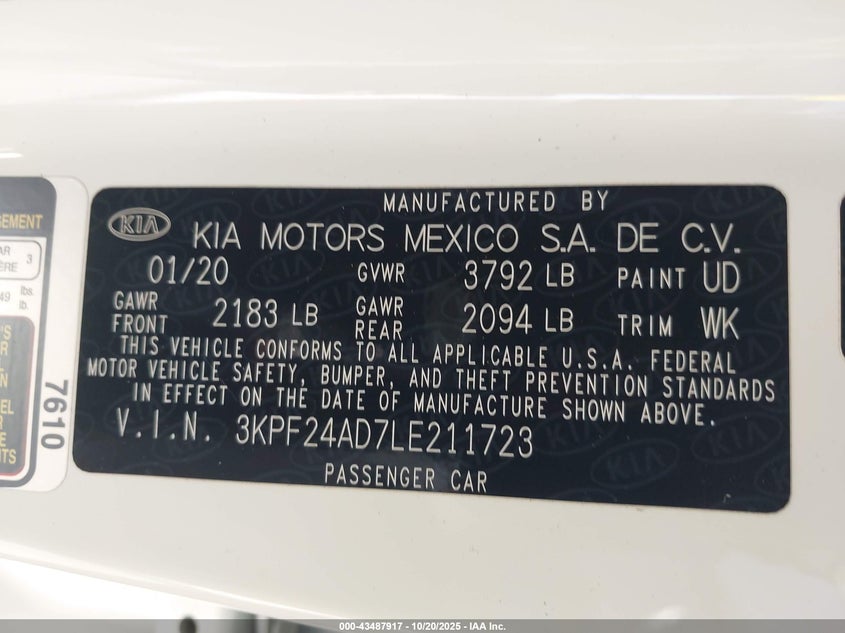 MANUFACTURED BY
KIA
KIA MOTORS MEXICO S.A. DE C.V.
01/20 GVWR 3792 LB PAINT UD
GAWR FRONT 2183 LB GAWR REAR 2094 LB TRIM WK
THIS VEHICLE CONFORMS TO ALL APPLICABLE U.S.A. FEDERAL
MOTOR VEHICLE SAFETY, BUMPER, AND THEFT PREVENTION STANDARDS
IN EFFECT ON THE DATE OF MANUFACTURE SHOWN ABOVE.
V.I.N. 3KPF24AD7LE211723
PASSENGER CAR
7610
3
lbs.
lb.
000-43487917 - 10/20/2025 - IAA Inc.